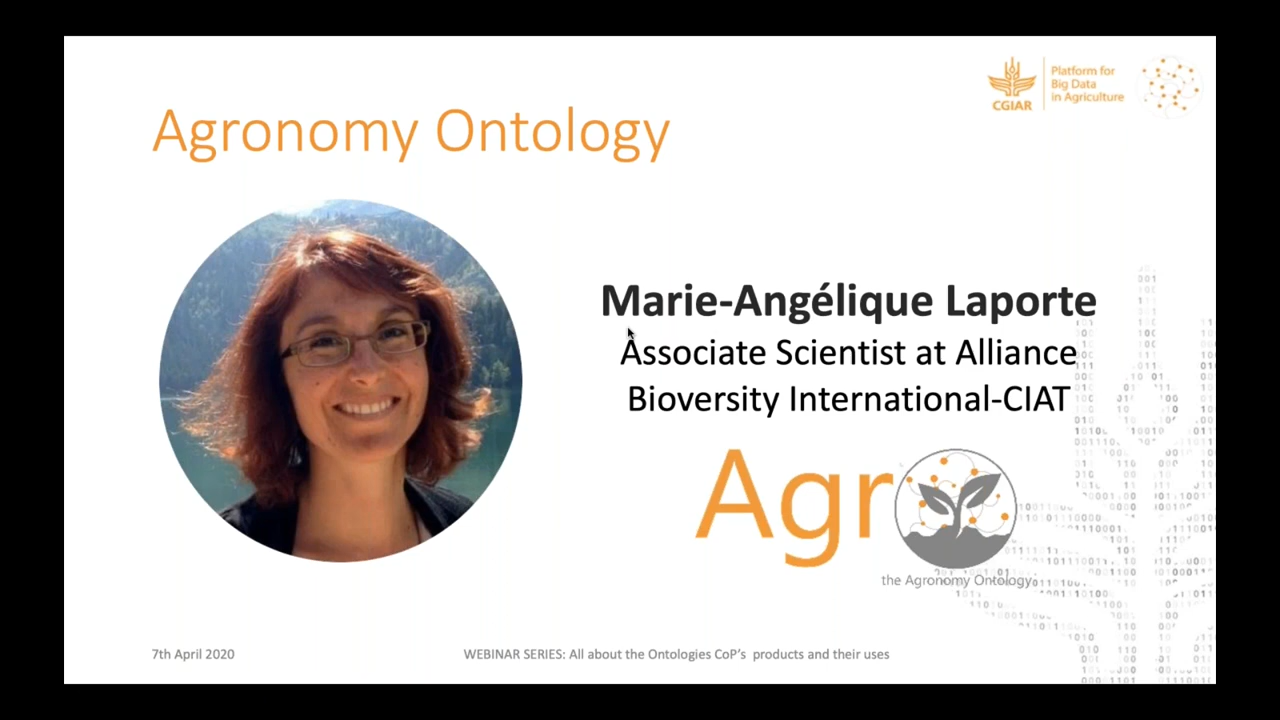 CGIAR
Platform for
Big Data
in Agriculture
Agronomy Ontology
Marie-Angélique Laporte
Associate Scientist at Alliance
Bioversity International-CIAT
Agr
the Agronomy Ontology
7th April 2020
WEBINAR SERIES: All about the Ontologies CoP's products and their uses